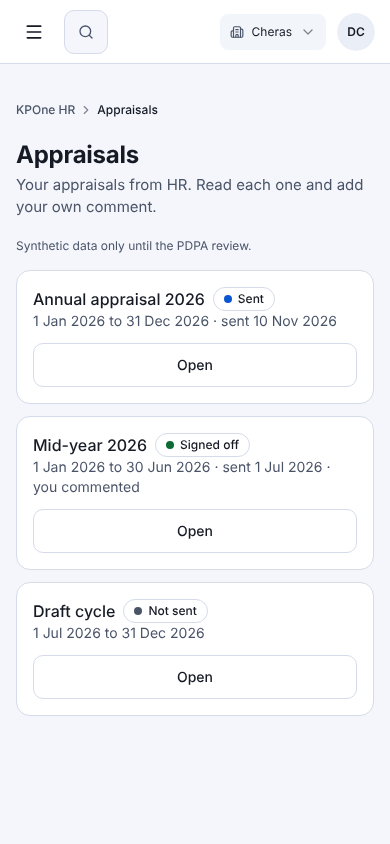 Cheras
DC
KPOne HR > Appraisals
Appraisals
Your appraisals from HR. Read each one and add
your own comment.
Synthetic data only until the PDPA review.
Annual appraisal 2026 Sent
1 Jan 2026 to 31 Dec 2026 · sent 10 Nov 2026
Open
Mid-year 2026 Signed off
1 Jan 2026 to 30 Jun 2026 · sent 1 Jul 2026 ·
you commented
Open
Draft cycle Not sent
1 Jul 2026 to 31 Dec 2026
Open